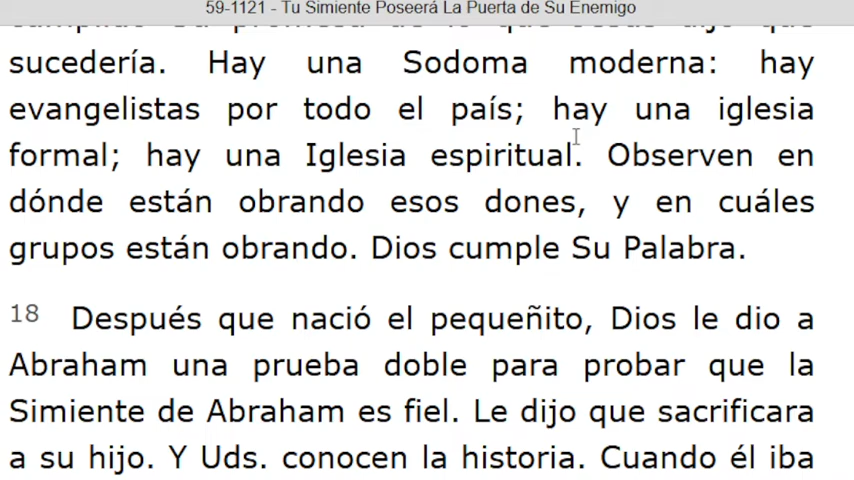 59-1121 - Tu Simiente Poseerá La Puerta de Su Enemigo
sucedería. Hay una Sodoma moderna: hay
evangelistas por todo el país; hay una iglesia
formal; hay una Iglesia espiritual. Observen en
dónde están obrando esos dones, y en cuáles
grupos están obrando. Dios cumple Su Palabra.
18 Después que nació el pequeñito, Dios le dio a
Abraham una prueba doble para probar que la
Simiente de Abraham es fiel. Le dijo que sacrificara
a su hijo. Y Uds. conocen la historia. Cuando él iba